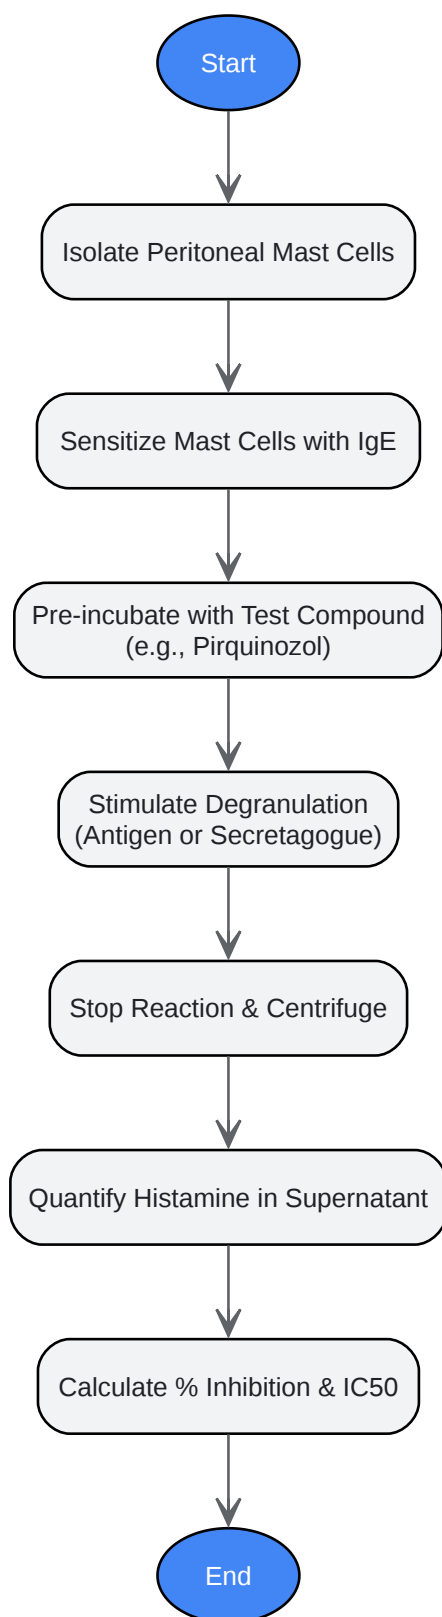 Start
Isolate Peritoneal Mast Cells
Sensitize Mast Cells with IgE
Pre-incubate with Test Compound
(e.g., Pirquinozol)
Stimulate Degranulation
(Antigen or Secretagogue)
Stop Reaction & Centrifuge
Quantify Histamine in Supernatant
Calculate % Inhibition & IC50
End